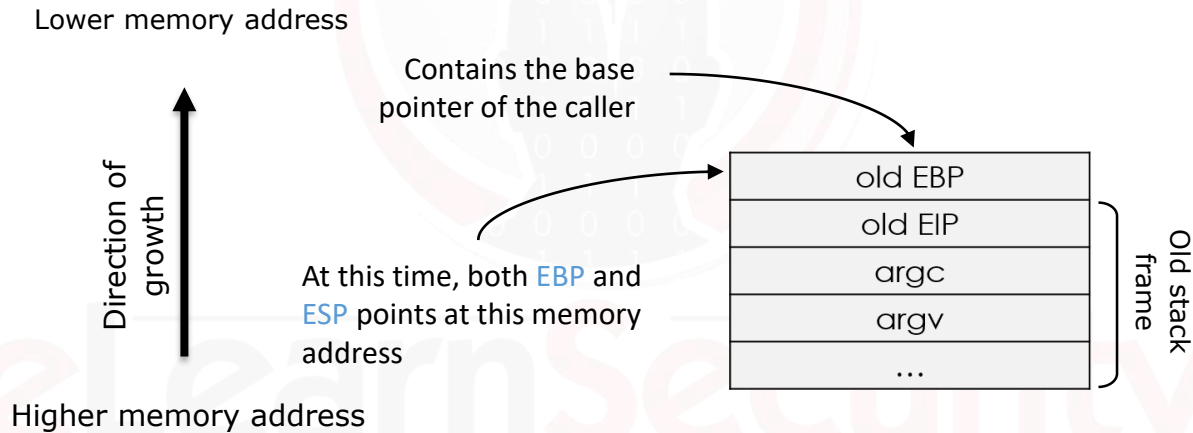 Lower memory address
Contains the base
pointer of the caller
Direction of
growth
At this time, both EBP and
ESP points at this memory
address
old EBP
old EIP
argc
argv
...
Old stack
frame
Higher memory address
eLearnSecurity